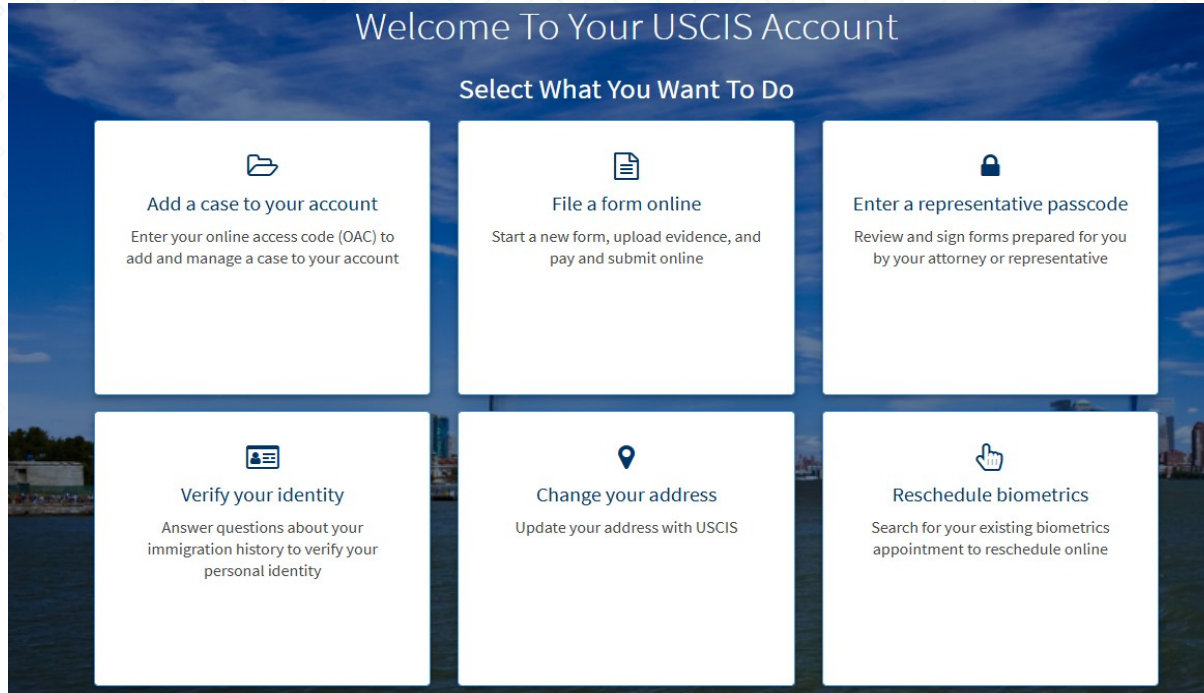 Welcome To Your USCIS Account
Select What You Want To Do
Add a case to your account
Enter your online access code (OAC) to
add and manage a case to your account
File a form online
Start a new form, upload evidence, and
pay and submit online
Enter a representative passcode
Review and sign forms prepared for you
by your attorney or representative
Verify your identity
Answer questions about your
immigration history to verify your
personal identity
Change your address
Update your address with USCIS
Reschedule biometrics
Search for your existing biometrics
appointment to reschedule online